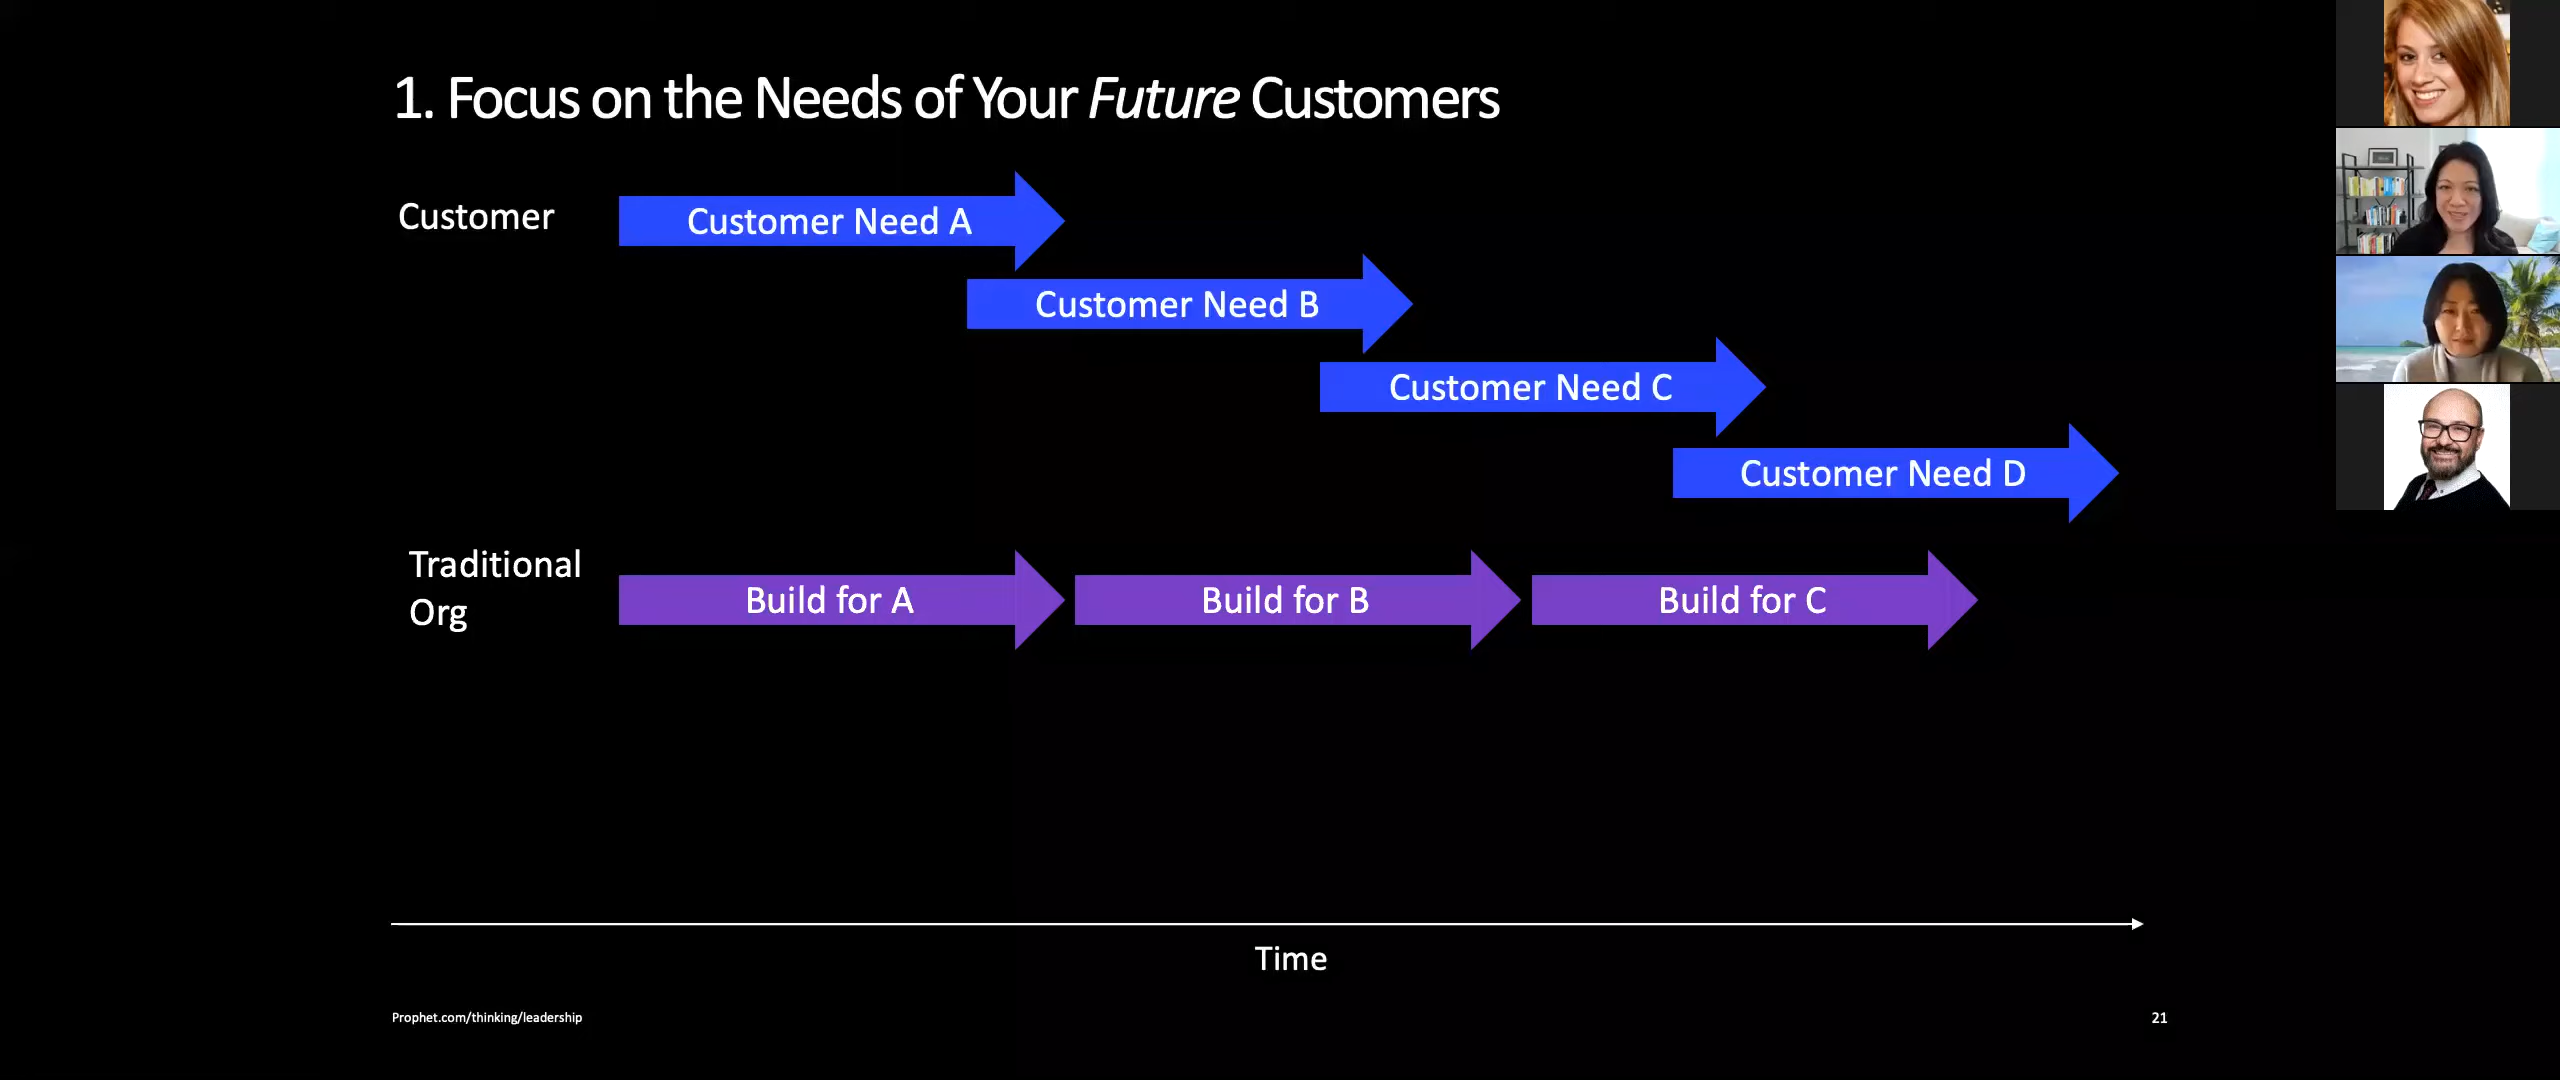 1. Focus on the Needs of Your Future Customers
Customer
Customer Need A
Customer Need B
Customer Need C
Customer Need D
Traditional
Org
Build for A
Build for B
Build for C
Time
Prophet.com/thinking/leadership
21